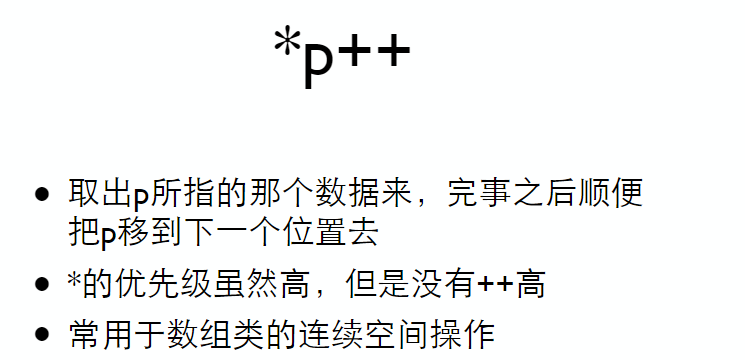 *p++
• 取出p所指的那个数据来，完事之后顺便
把p移到下一个位置去
• *的优先级虽然高，但是没有++高
• 常用于数组类的连续空间操作